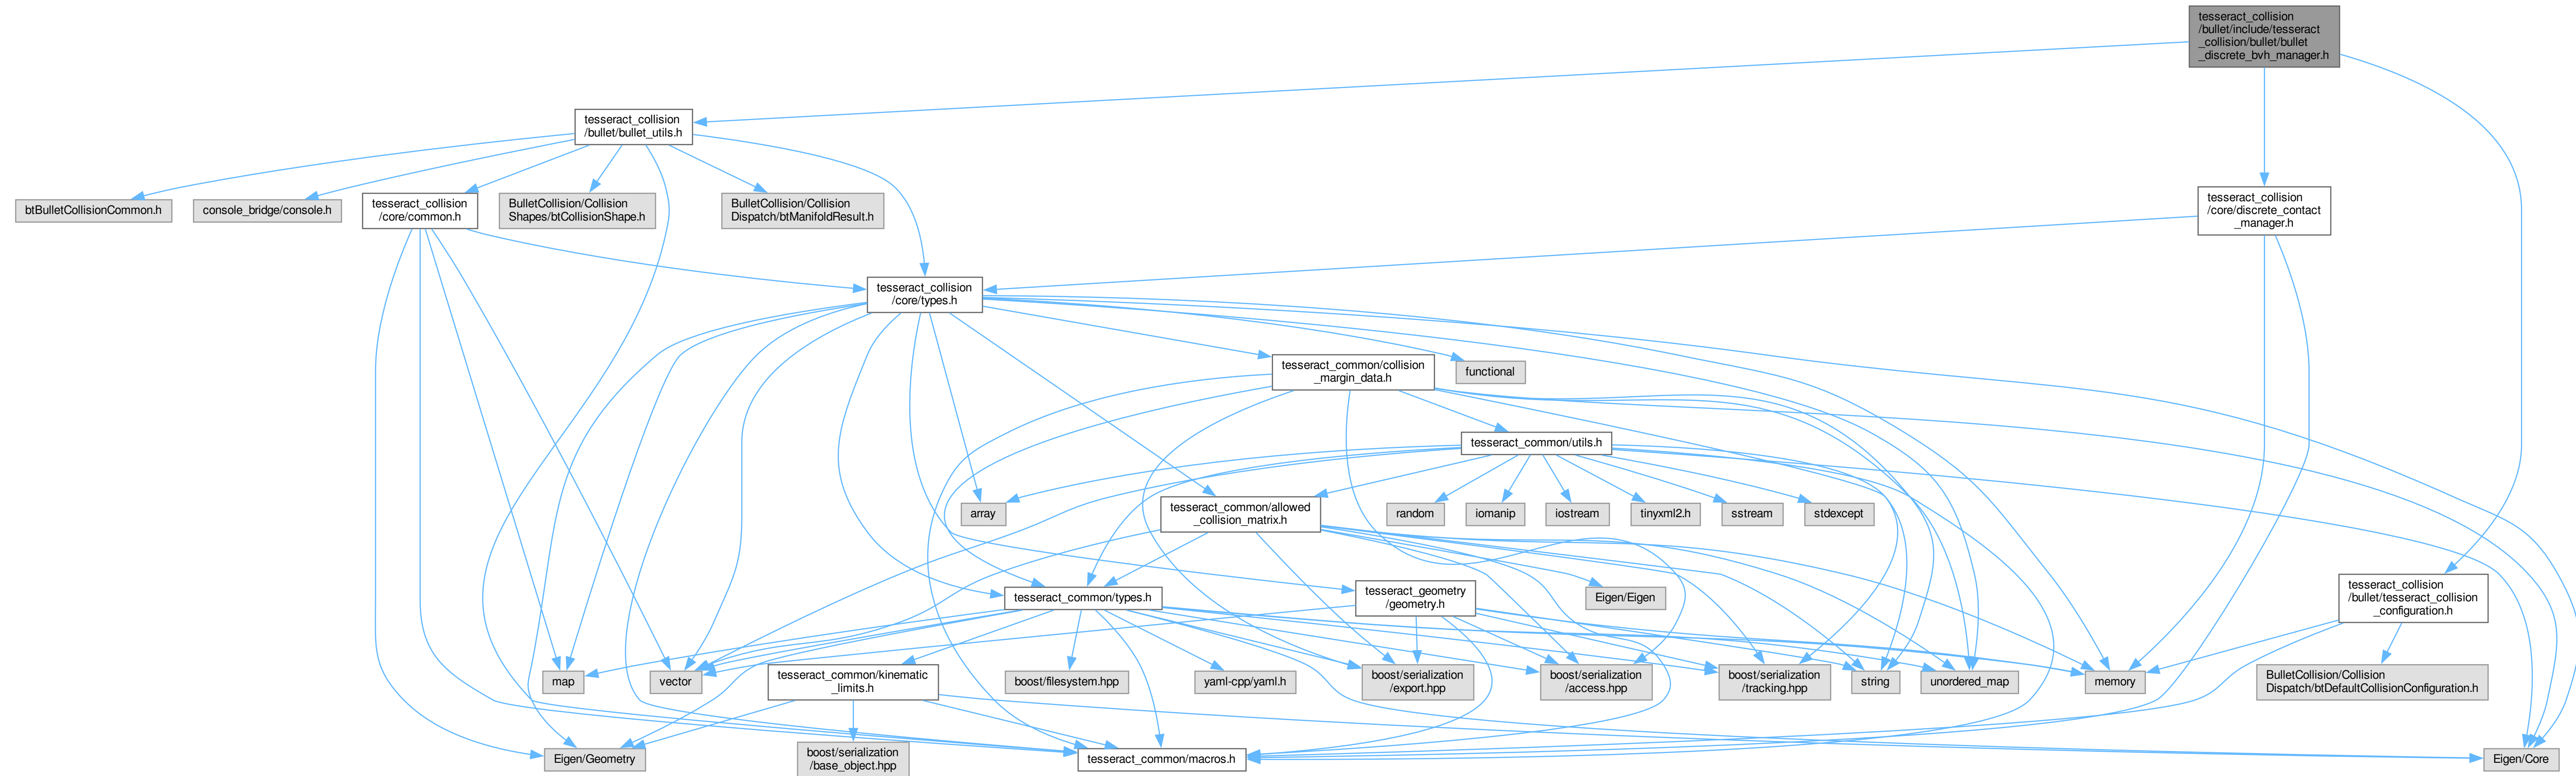 tesseract_collision
/bullet/include/tesseract
_collision/bullet/bullet
_discrete_bvh_manager.h
tesseract_collision
/bullet/bullet_utils.h
btBulletCollisionCommon.h
console_bridge/console.h
tesseract_collision
/core/common.h
BulletCollision/Collision
Shapes/btCollisionShape.h
BulletCollision/Collision
Dispatch/btManifoldResult.h
tesseract_collision
/core/discrete_contact
_manager.h
tesseract_collision
/core/types.h
tesseract_common/collision
_margin_data.h
functional
tesseract_common/utils.h
array
tesseract_common/allowed
_collision_matrix.h
random
iomanip
iostream
tinyxml2.h
sstream
stdexcept
tesseract_common/types.h
tesseract_geometry
/geometry.h
Eigen/Eigen
tesseract_collision
/bullet/tesseract_collision
_configuration.h
map
vector
tesseract_common/kinematic
_limits.h
boost/filesystem.hpp
yaml-cpp/yaml.h
boost/serialization
/export.hpp
boost/serialization
/access.hpp
boost/serialization
/tracking.hpp
string
unordered_map
memory
BulletCollision/Collision
Dispatch/btDefaultCollisionConfiguration.h
Eigen/Geometry
boost/serialization
/base_object.hpp
tesseract_common/macros.h
Eigen/Core